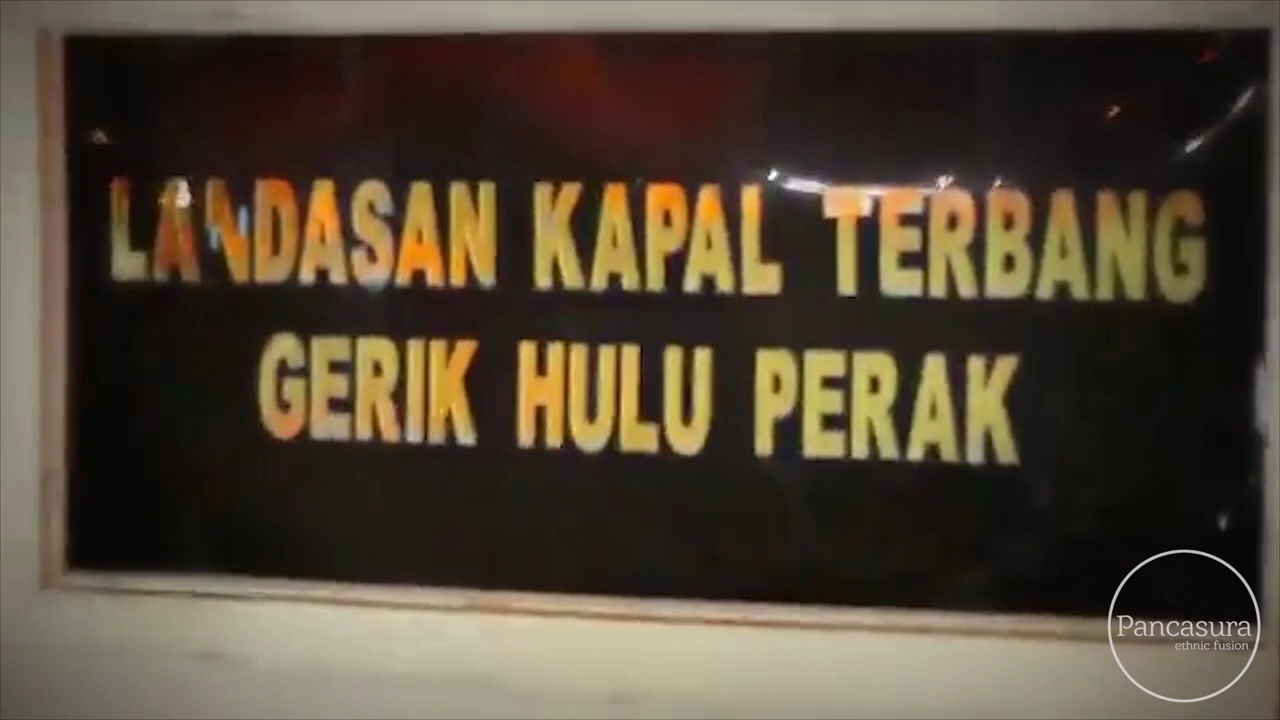 LANDASAN KAPAL TERBANG
GERIK HULU PERAK
Pancasura
ethnic fusion